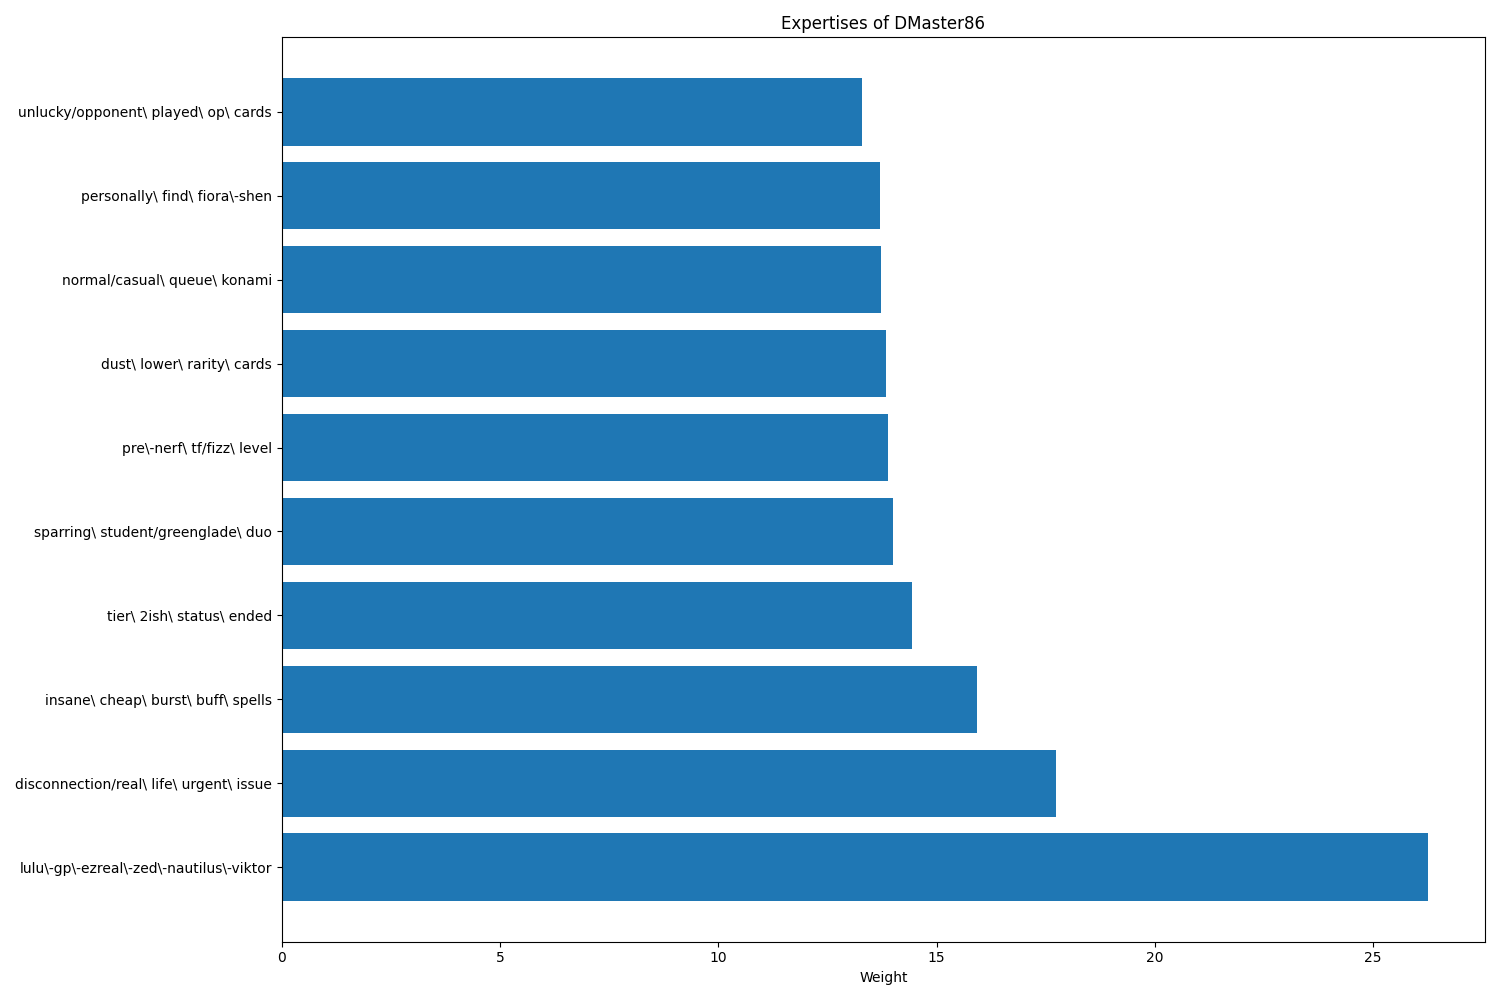 Expertises of DMaster86
unlucky/opponent\ played\ op\ cards
personally\ find\ fiora\-shen
normal/casual\ queue\ konami
dust\ lower\ rarity\ cards
pre\-nerf\ tf/fizz\ level
sparring\ student/greenglade\ duo
tier\ 2ish\ status\ ended
insane\ cheap\ burst\ buff\ spells
disconnection/real\ life\ urgent\ issue
lulu\-gp\-ezreal\-zed\-nautilus\-viktor
0 5 10 15 20 25
Weight